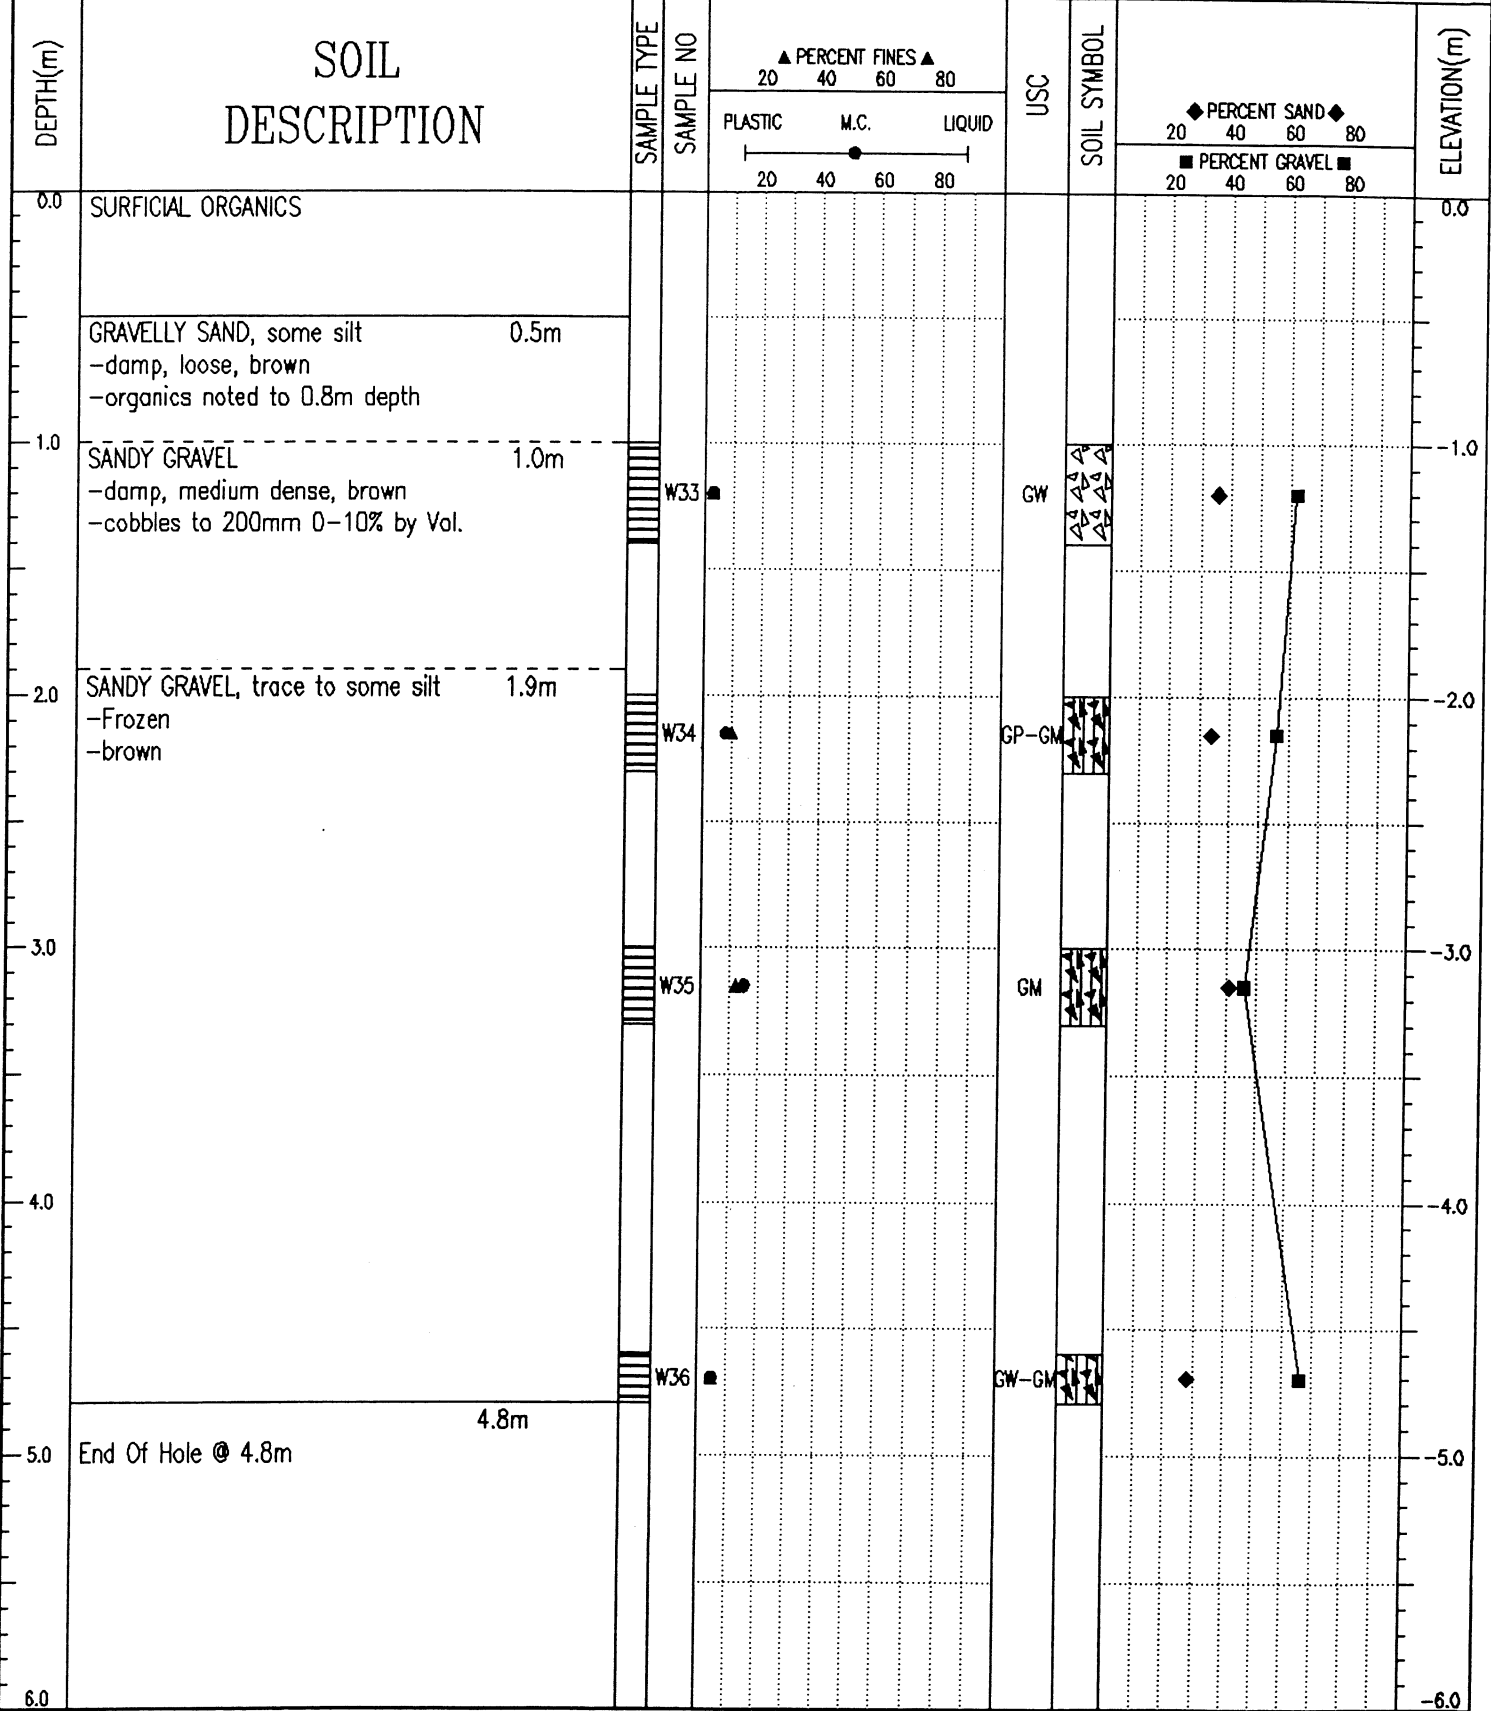 DEPTH(m)
SOIL
DESCRIPTION
SAMPLE TYPE
SAMPLE NO
▲ PERCENT FINES ▲
20 40 60 80
PLASTIC M.C. LIQUID
20 40 60 80
USC
SOIL SYMBOL
◆ PERCENT SAND ◆
20 40 60 80
■ PERCENT GRAVEL ■
20 40 60 80
ELEVATION(m)
0.0 SURFICIAL ORGANICS 0.0
GRAVELLY SAND, some silt 0.5m
-damp, loose, brown
-organics noted to 0.8m depth
1.0 -1.0
SANDY GRAVEL 1.0m
-damp, medium dense, brown
W33 GW
-cobbles to 200mm 0-10% by Vol.
2.0 SANDY GRAVEL, trace to some silt 1.9m -2.0
-Frozen
W34 GP-GM
-brown
3.0 -3.0
W35 GM
4.0 -4.0
W36 GW-GM
4.8m
5.0 End Of Hole @ 4.8m -5.0
6.0 -6.0